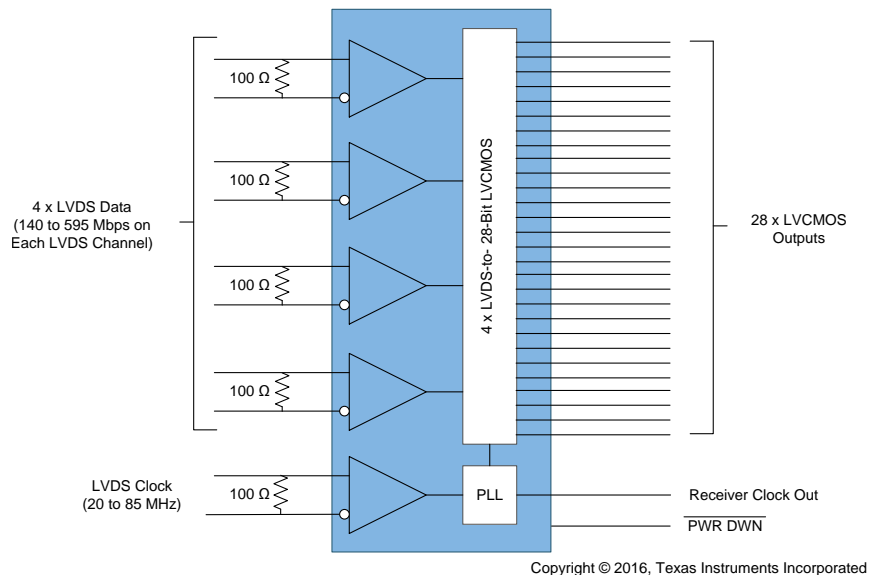 100 Ω
100 Ω
4 x LVDS Data
(140 to 595 Mbps on
Each LVDS Channel)
100 Ω
100 Ω
4 x LVDS-to- 28-Bit LVCMOS
28 x LVCMOS
Outputs
LVDS Clock
(20 to 85 MHz)
100 Ω
PLL
Receiver Clock Out
PWR DWN
Copyright © 2016, Texas Instruments Incorporated